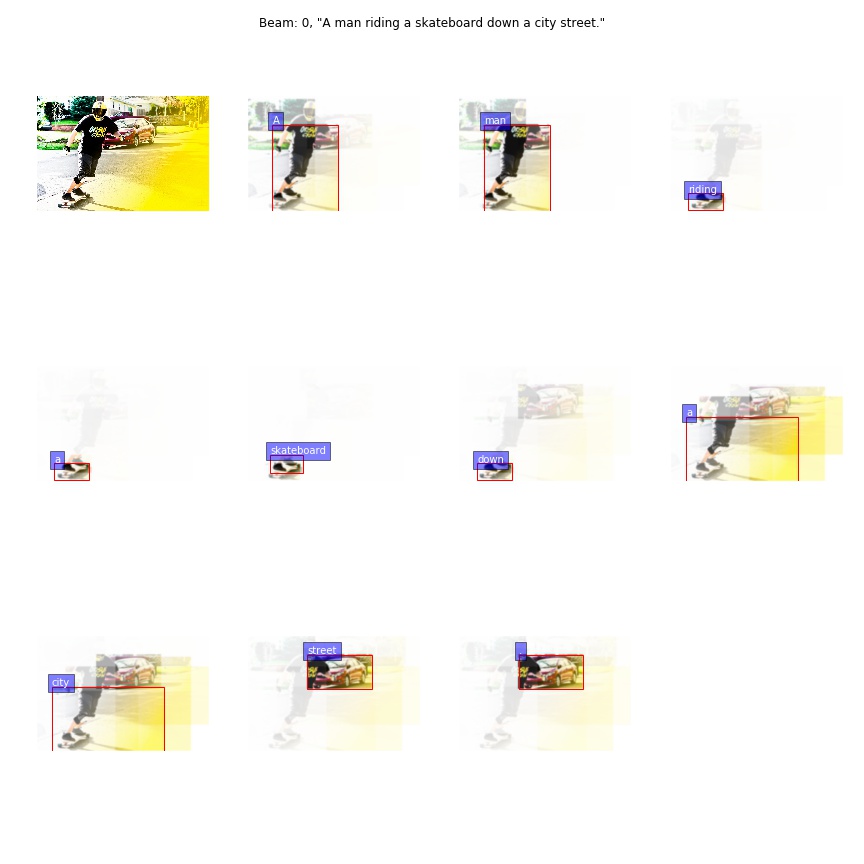 Beam: 0, "A man riding a skateboard down a city street."
A
man
riding
a
skateboard
down
a
city
street
.